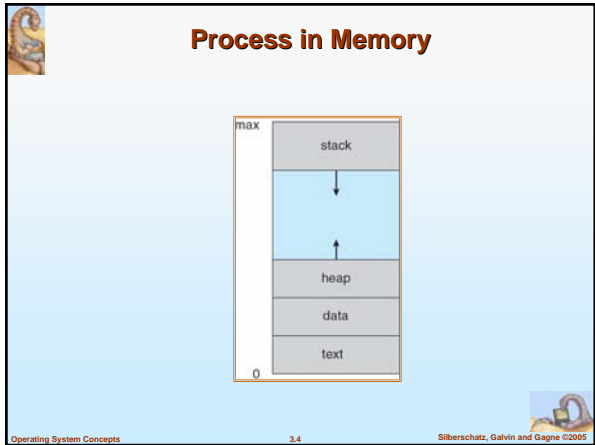 Process in Memory
max
stack
heap
data
text
0
Operating System Concepts
3.4
Silberschatz, Galvin and Gagne ©2005